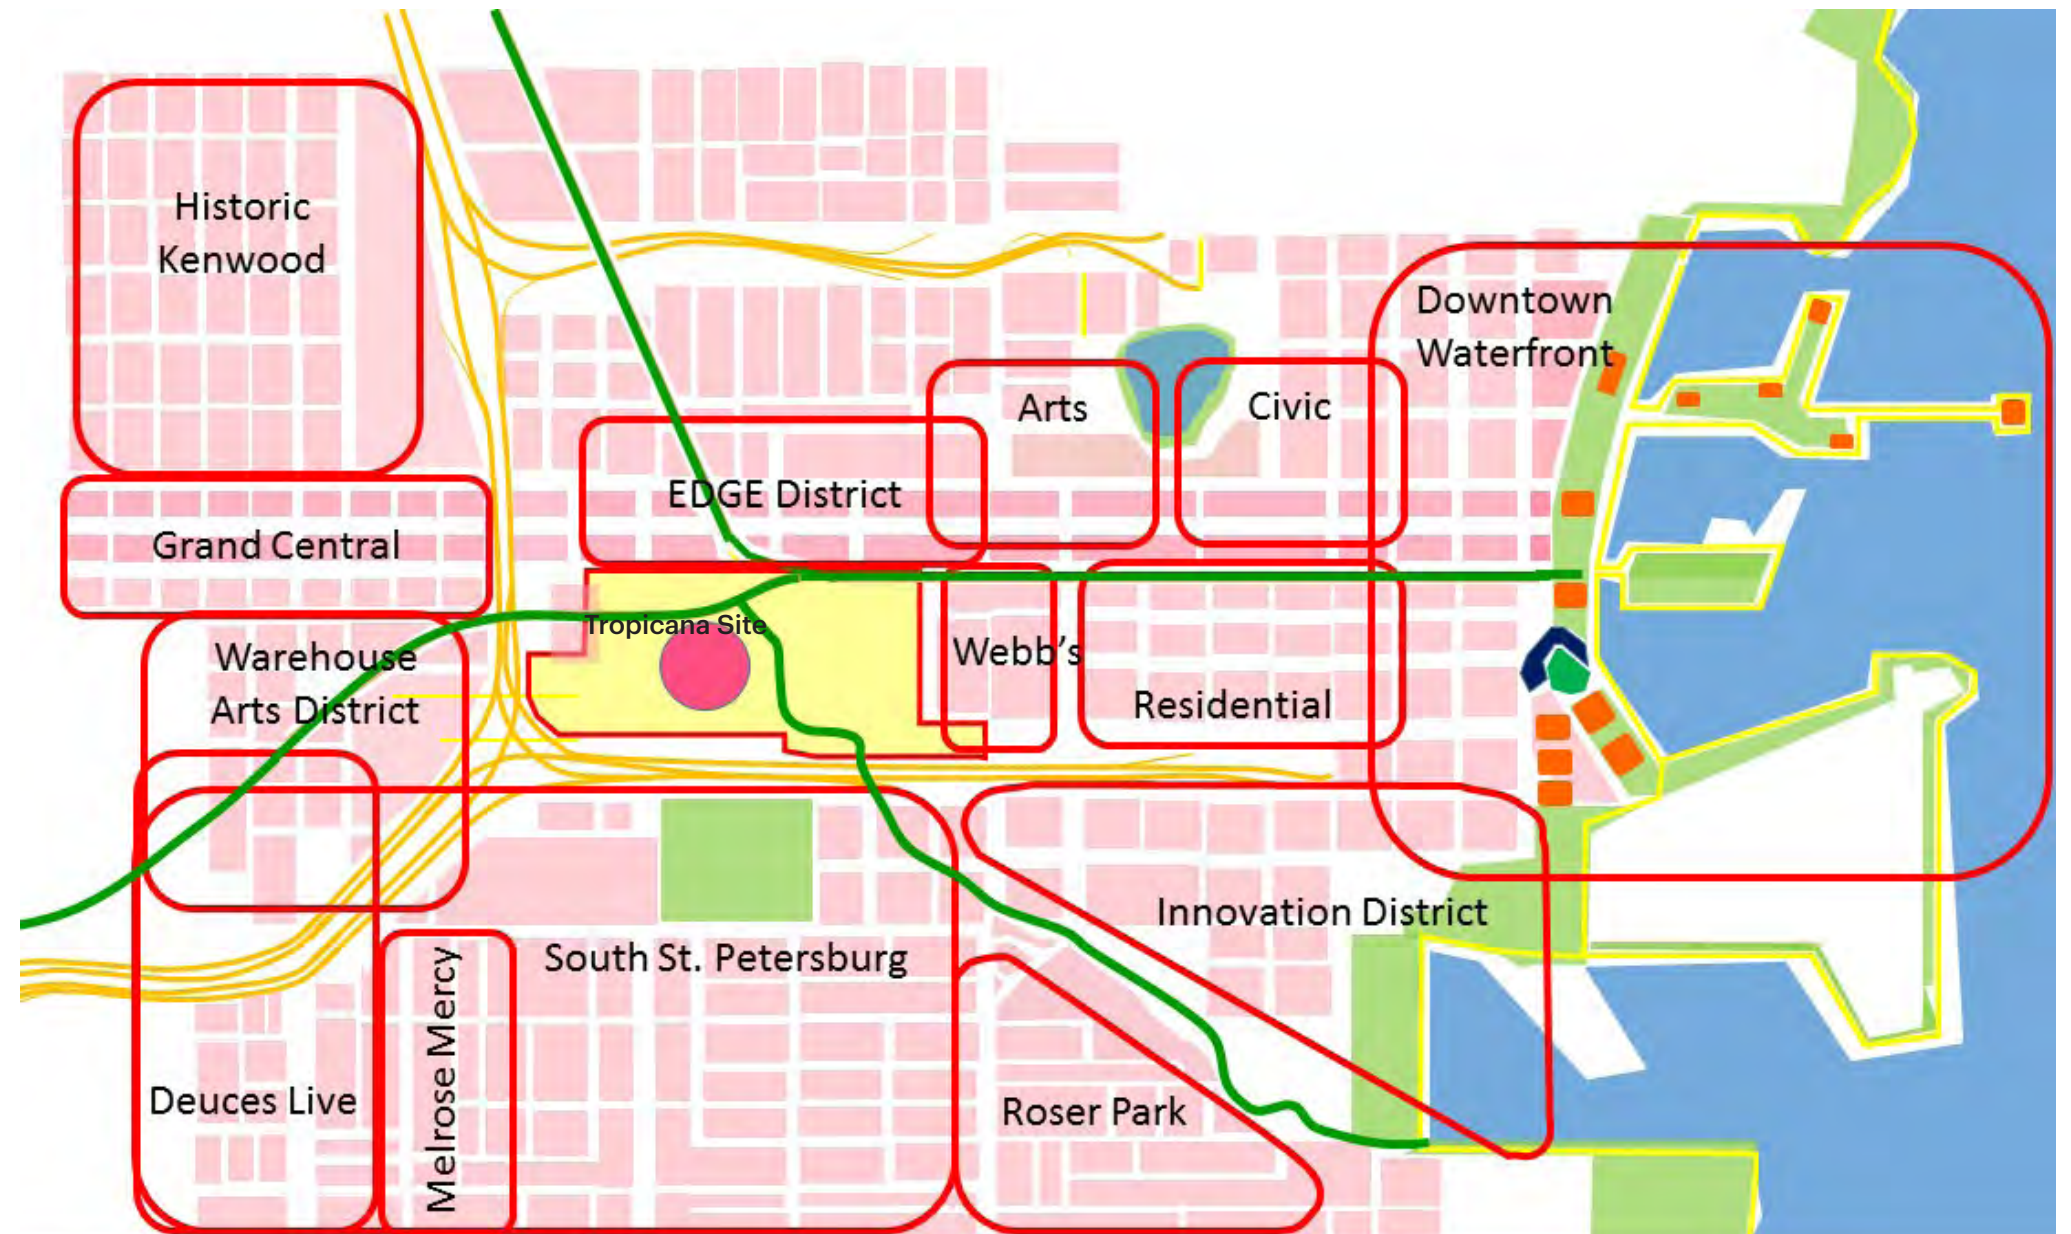 Historic
Kenwood
Downtown
Waterfront
Arts
Civic
EDGE District
Grand Central
Tropicana Site
Warehouse
Arts District
Webb's
Residential
Innovation District
South St. Petersburg
Melrose Mercy
Deuces Live
Roser Park